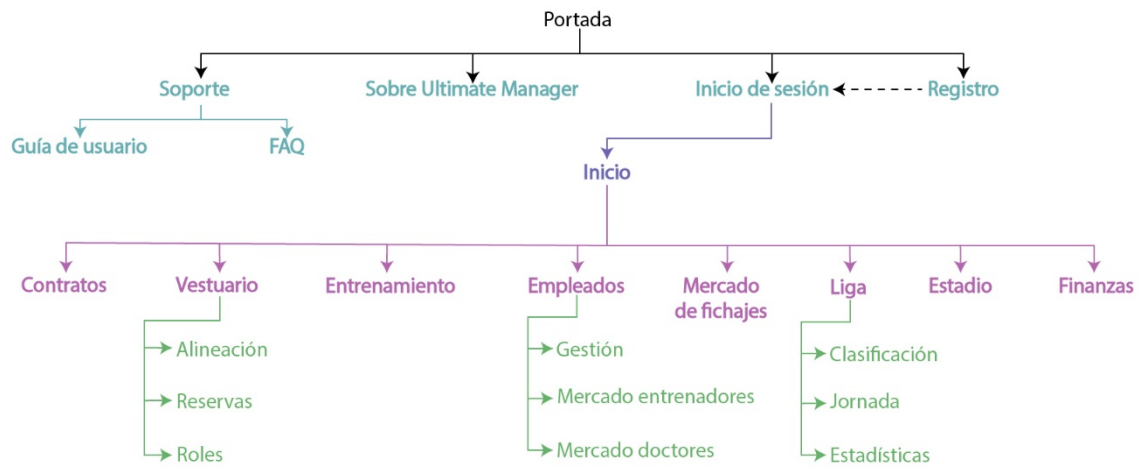 Portada
Soporte
Sobre Ultimate Manager
Inicio de sesión
Registro
Guía de usuario
FAQ
Inicio
Contratos
Vestuario
Entrenamiento
Empleados
Mercado
de fichajes
Liga
Estadio
Finanzas
Alineación
Reservas
Roles
Gestión
Mercado entrenadores
Mercado doctores
Clasificación
Jornada
Estadísticas